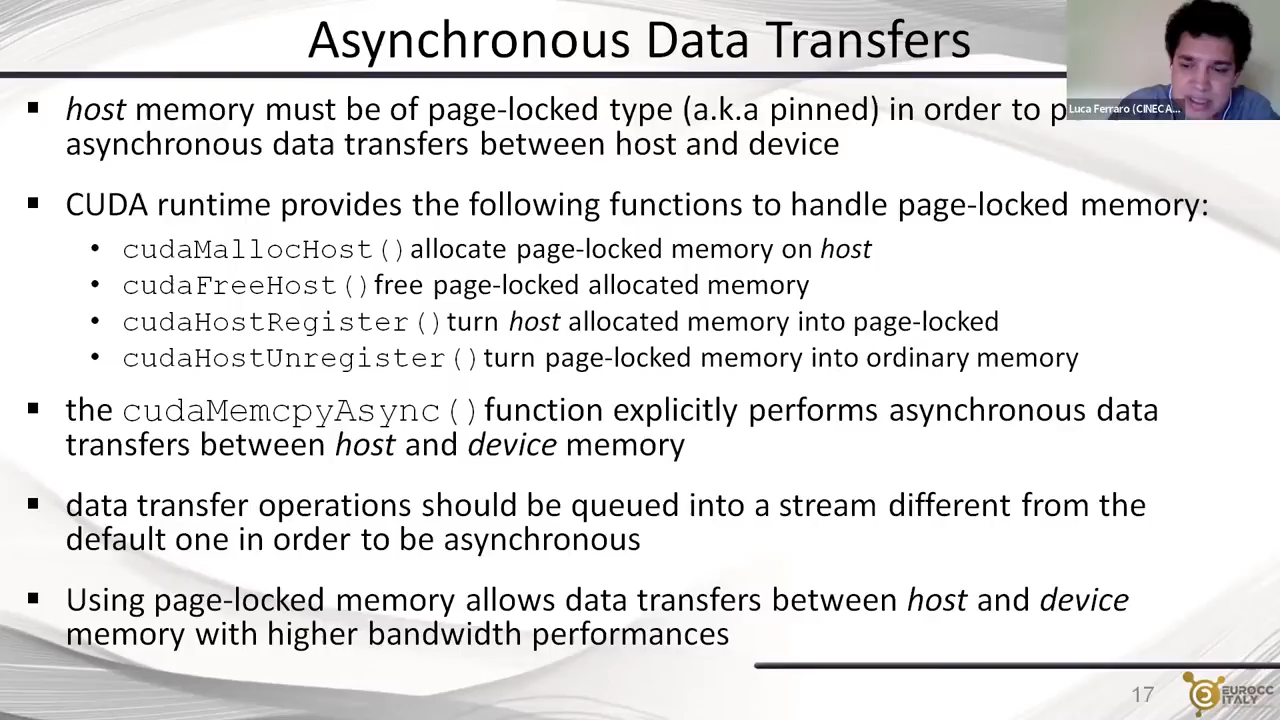 Asynchronous Data Transfers
Luca Ferraro (CINECA...
▪ host memory must be of page-locked type (a.k.a pinned) in order to p
asynchronous data transfers between host and device
▪ CUDA runtime provides the following functions to handle page-locked memory:
• cudaMallocHost() allocate page-locked memory on host
• cudaFreeHost() free page-locked allocated memory
• cudaHostRegister() turn host allocated memory into page-locked
• cudaHostUnregister() turn page-locked memory into ordinary memory
▪ the cudaMemcpyAsync() function explicitly performs asynchronous data
transfers between host and device memory
▪ data transfer operations should be queued into a stream different from the
default one in order to be asynchronous
▪ Using page-locked memory allows data transfers between host and device
memory with higher bandwidth performances
17
EUROCC
ITALY